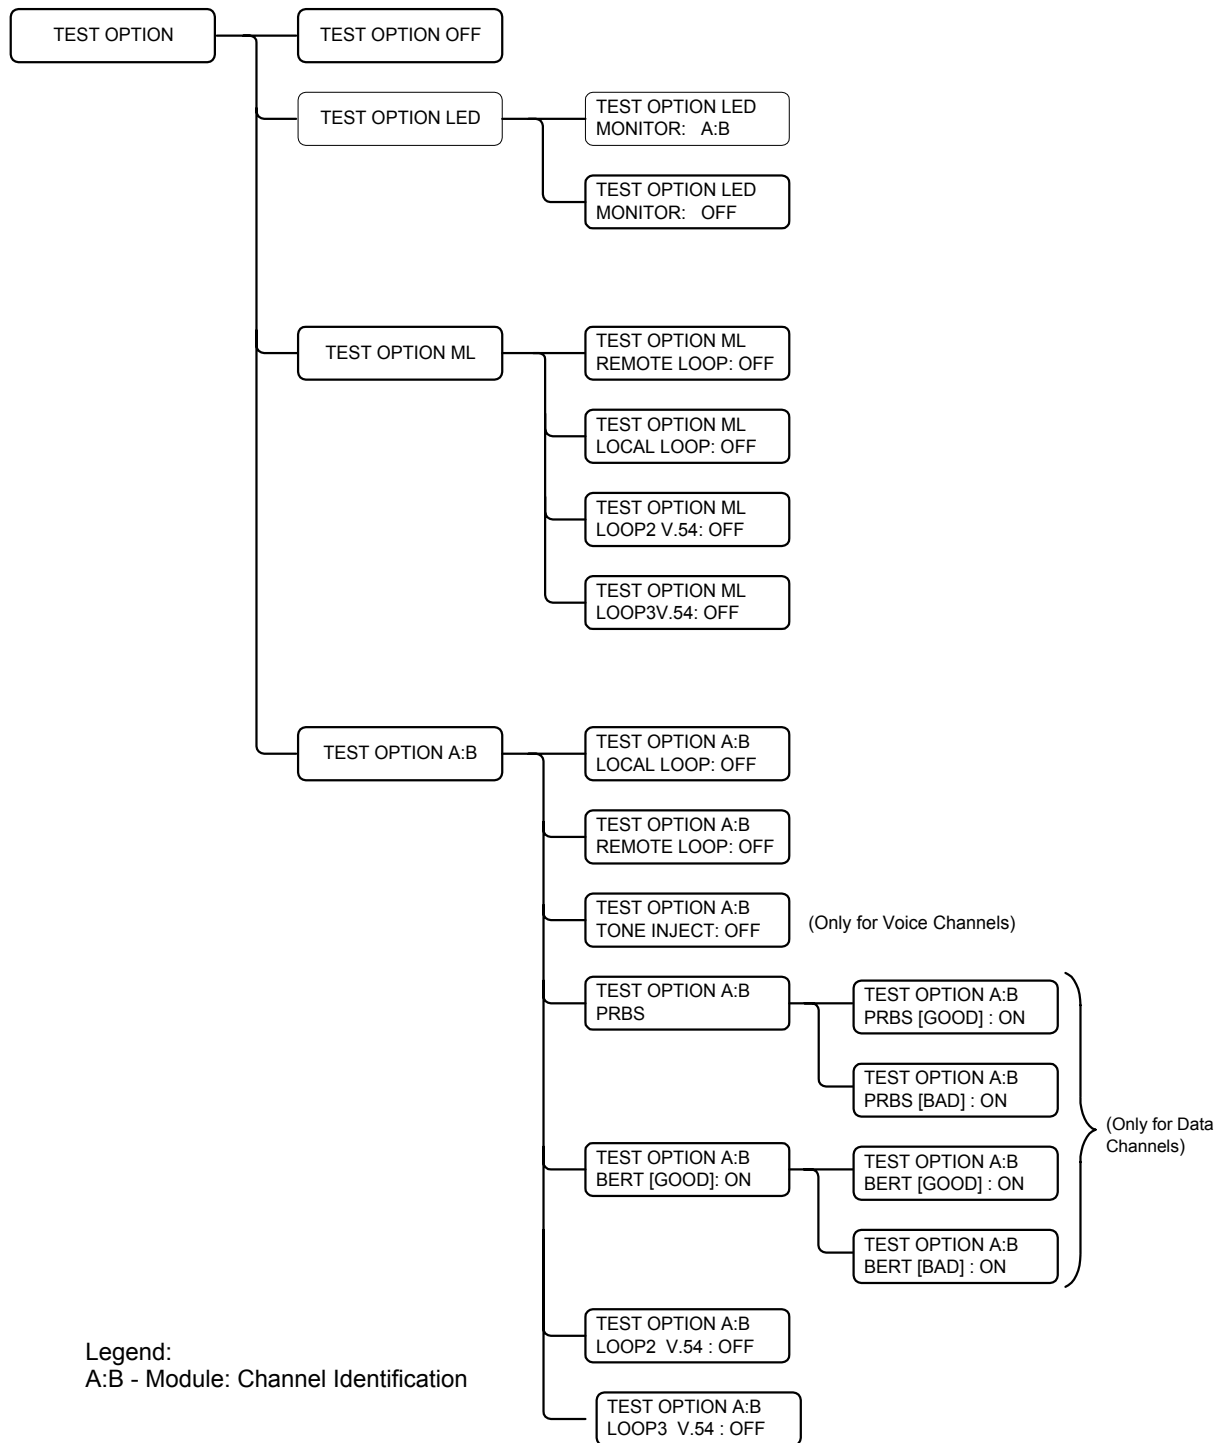 TEST OPTION
TEST OPTION OFF
TEST OPTION LED
TEST OPTION LED
MONITOR: A:B
TEST OPTION LED
MONITOR: OFF
TEST OPTION ML
TEST OPTION ML
REMOTE LOOP: OFF
TEST OPTION ML
LOCAL LOOP: OFF
TEST OPTION ML
LOOP2 V.54: OFF
TEST OPTION ML
LOOP3V.54: OFF
TEST OPTION A:B
TEST OPTION A:B
LOCAL LOOP: OFF
TEST OPTION A:B
REMOTE LOOP: OFF
TEST OPTION A:B
TONE INJECT: OFF
(Only for Voice Channels)
TEST OPTION A:B
PRBS
TEST OPTION A:B
PRBS [GOOD] : ON
TEST OPTION A:B
PRBS [BAD] : ON
(Only for Data
Channels)
TEST OPTION A:B
BERT [GOOD]: ON
TEST OPTION A:B
BERT [GOOD] : ON
TEST OPTION A:B
BERT [BAD] : ON
TEST OPTION A:B
LOOP2 V.54 : OFF
TEST OPTION A:B
LOOP3 V.54 : OFF
Legend:
A:B - Module: Channel Identification